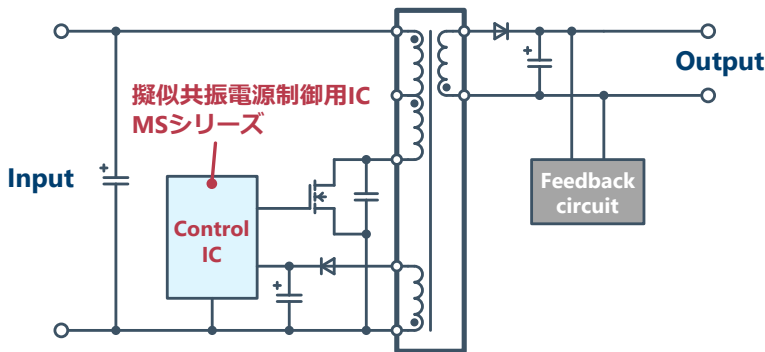 擬似共振電源制御用IC
MSシリーズ
Input
Output
Control
IC
Feedback
circuit
+
+
+